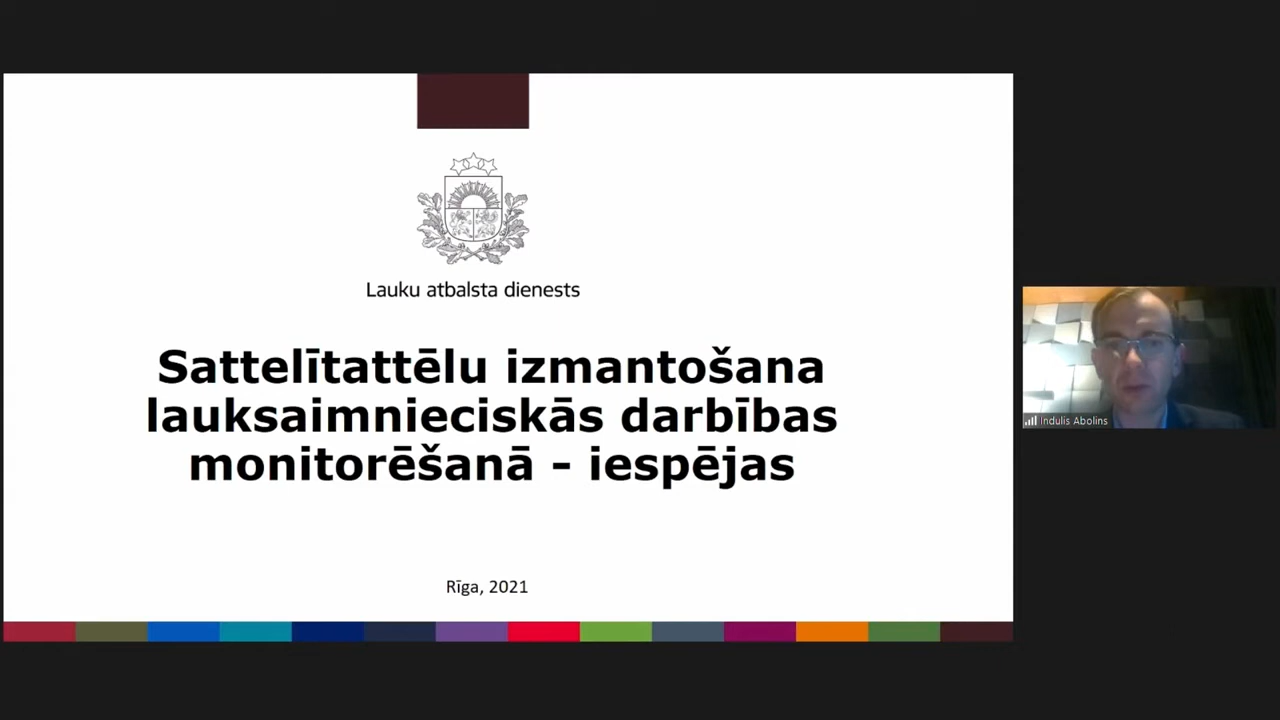 Lauku atbalsta dienests
Sattelītattēlu izmantošana
lauksaimnieciskās darbības
monitorēšanā - iespējas
Rīga, 2021
Indulis Abolins